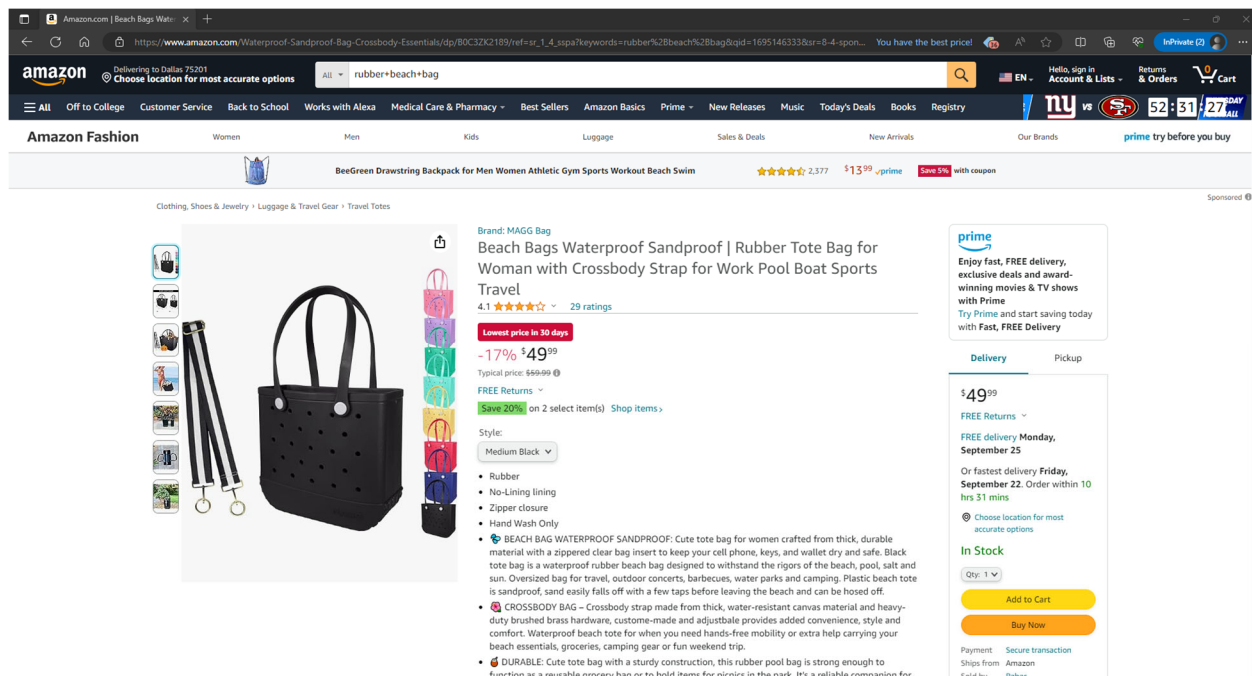 Amazon.com | Beach Bags Wate
https://www.amazon.com/Waterproof-Sandproof-Bag-Crossbody-Essentials/dp/B0C3ZK2189/ref=sr_1_4_sspa?keywords=rubber%2Bbeach%2Bbag&qid=1695146333&sr=8-4-spon...
You have the best price!
InPrivate (2)
amazon
Delivering to Dallas 75201
Choose location for most accurate options
All
rubber+beach+bag
EN
Hello, sign in
Account & Lists
Returns
& Orders
0
Cart
All
Off to College
Customer Service
Back to School
Works with Alexa
Medical Care & Pharmacy
Best Sellers
Amazon Basics
Prime
New Releases
Music
Today's Deals
Books
Registry
ny vs SF 52:31:27
Amazon Fashion
Women
Men
Kids
Luggage
Sales & Deals
New Arrivals
Our Brands
prime try before you buy
BeeGreen Drawstring Backpack for Men Women Athletic Gym Sports Workout Beach Swim
2,377
$13.99 prime
Save 5% with coupon
Sponsored
Clothing, Shoes & Jewelry › Luggage & Travel Gear › Travel Totes
Brand: MAGG Bag
Beach Bags Waterproof Sandproof | Rubber Tote Bag for
Woman with Crossbody Strap for Work Pool Boat Sports
Travel
4.1
29 ratings
Lowest price in 30 days
-17% $49.99
Typical price: $59.99
FREE Returns
Save 20% on 2 select item(s) Shop items ›
Style:
Medium Black
• Rubber
• No-Lining lining
• Zipper closure
• Hand Wash Only
• BEACH BAG WATERPROOF SANDPROOF: Cute tote bag for women crafted from thick, durable
material with a zippered clear bag insert to keep your cell phone, keys, and wallet dry and safe. Black
tote bag is a waterproof rubber beach bag designed to withstand the rigors of the beach, pool, salt and
sun. Oversized bag for travel, outdoor concerts, barbecues, water parks and camping. Plastic beach tote
is sandproof, sand easily falls off with a few taps before leaving the beach and can be hosed off.
• CROSSBODY BAG – Crossbody strap made from thick, water-resistant canvas material and heavy-
duty brushed brass hardware, custome-made and adjustbale provides added convenience, style and
comfort. Waterproof beach tote for when you need hands-free mobility or extra help carrying your
beach essentials, groceries, camping gear or fun weekend trip.
• DURABLE: Cute tote bag with a sturdy construction, this rubber pool bag is strong enough to
function as a reusable grocery bag or to hold items for picnics in the park. It's a reliable companion for
prime
Enjoy fast, FREE delivery,
exclusive deals and award-
winning movies & TV shows
with Prime
Try Prime and start saving today
with Fast, FREE Delivery
Delivery
Pickup
$49.99
FREE Returns
FREE delivery Monday,
September 25
Or fastest delivery Friday,
September 22. Order within 10
hrs 31 mins
Choose location for most
accurate options
In Stock
Qty: 1
Add to Cart
Buy Now
Payment Secure transaction
Ships from Amazon